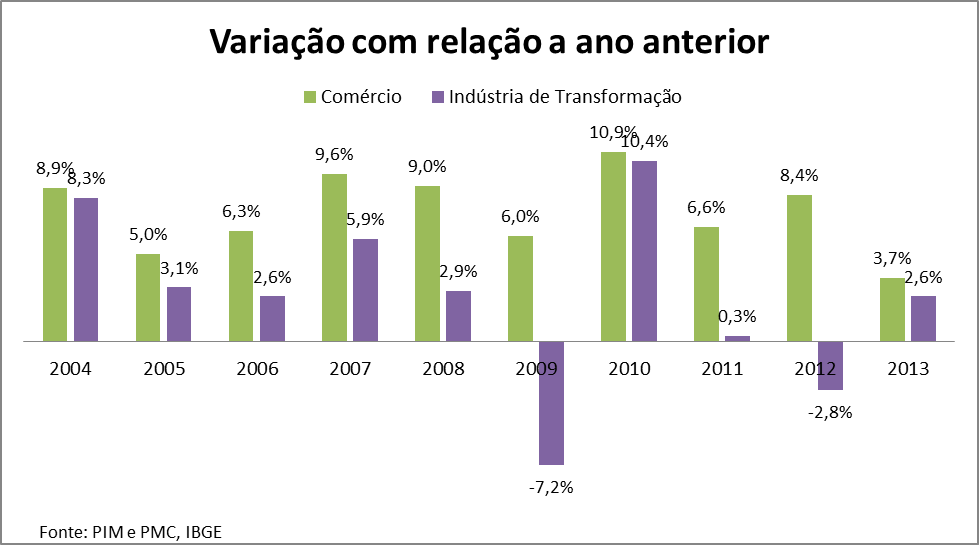 Variação com relação a ano anterior
Comércio Indústria de Transformação
8,9% 8,3% 5,0% 3,1% 6,3% 2,6% 9,6% 5,9% 9,0% 2,9% 6,0% -7,2% 10,9% 10,4% 6,6% 0,3% 8,4% -2,8% 3,7% 2,6%
2004 2005 2006 2007 2008 2009 2010 2011 2012 2013
Fonte: PIM e PMC, IBGE